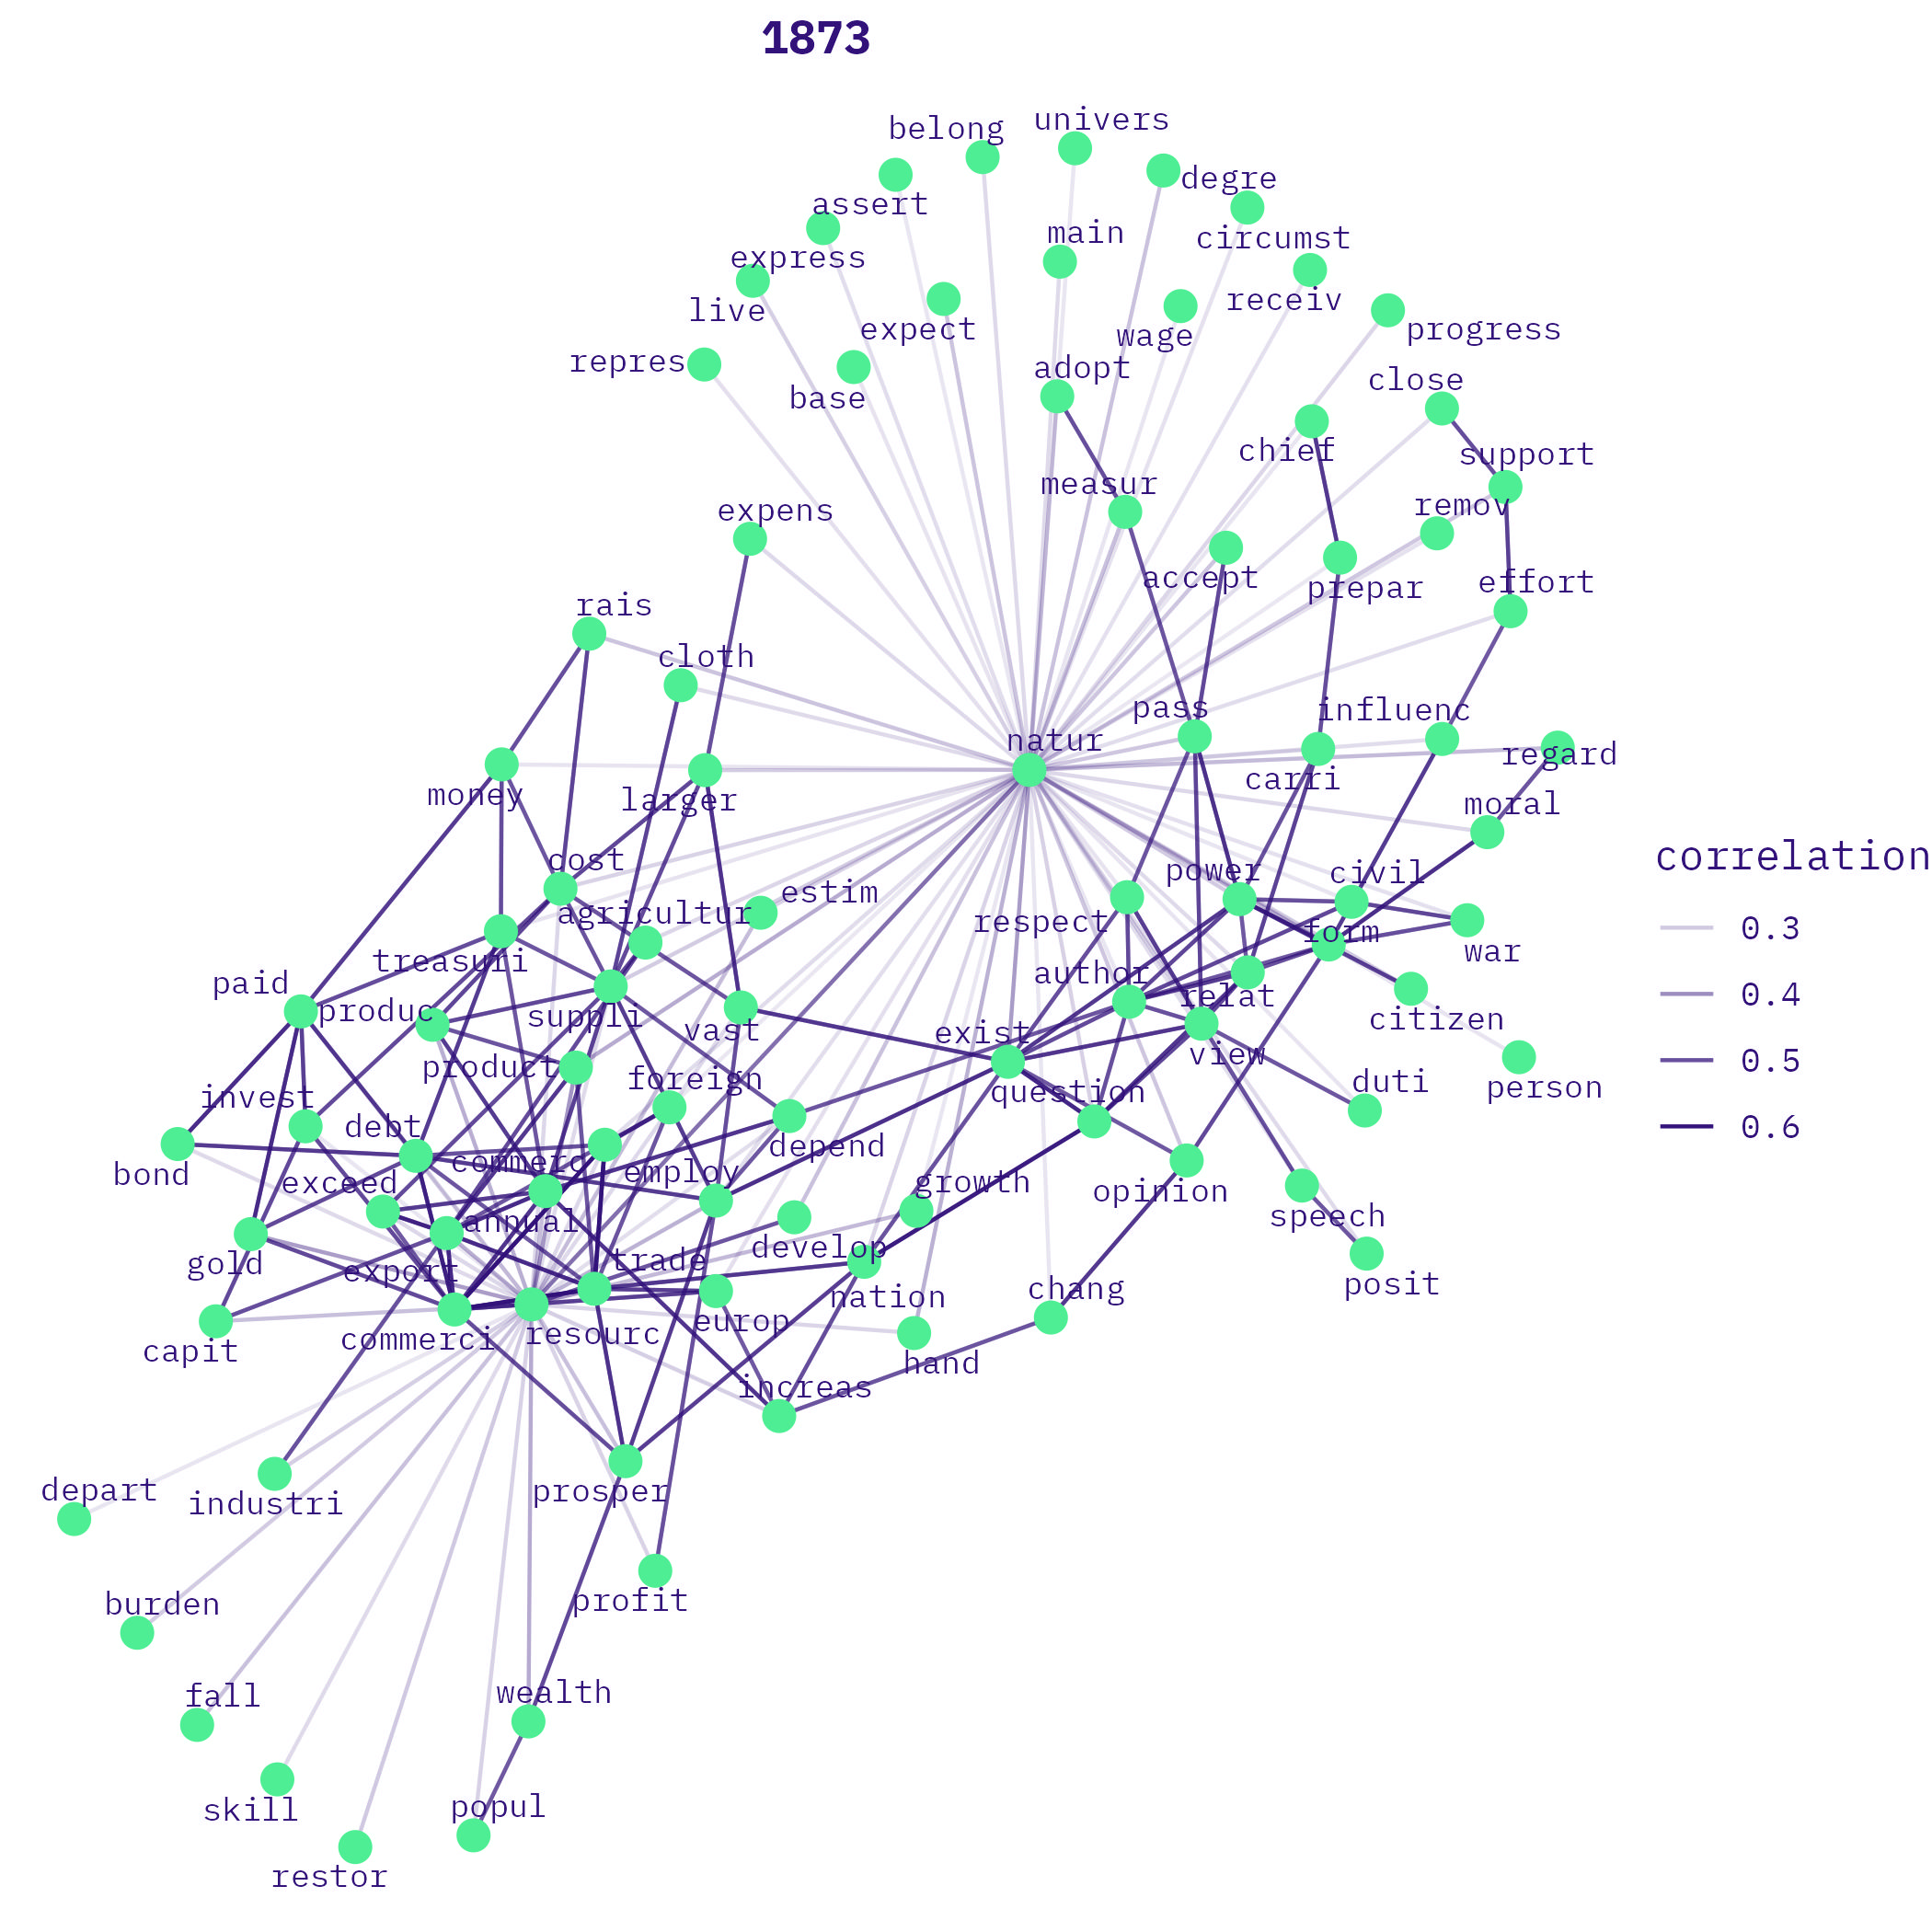 1873
belong
univers
assert
degre
main
circumst
express
live
expect
receiv
wage
progress
repres
base
adopt
close
chief
support
measur
remov
expens
accept
prepar
effort
rais
cloth
pass
influenc
natur
regard
carri
money
larger
moral
correlation
cost
power
civil
estim
agricultur
respect
form
0.3
war
treasuri
author
paid
relat
0.4
produc
suppli
vast
exist
citizen
view
0.5
product
foreign
question
duti
person
invest
debt
0.6
depend
bond
commerc
exceed
employ
growth
opinion
annual
speech
gold
export
trade
develop
nation
chang
posit
capit
commerci
resourc
europ
hand
increas
depart
industri
prosper
burden
profit
fall
wealth
skill
popul
restor